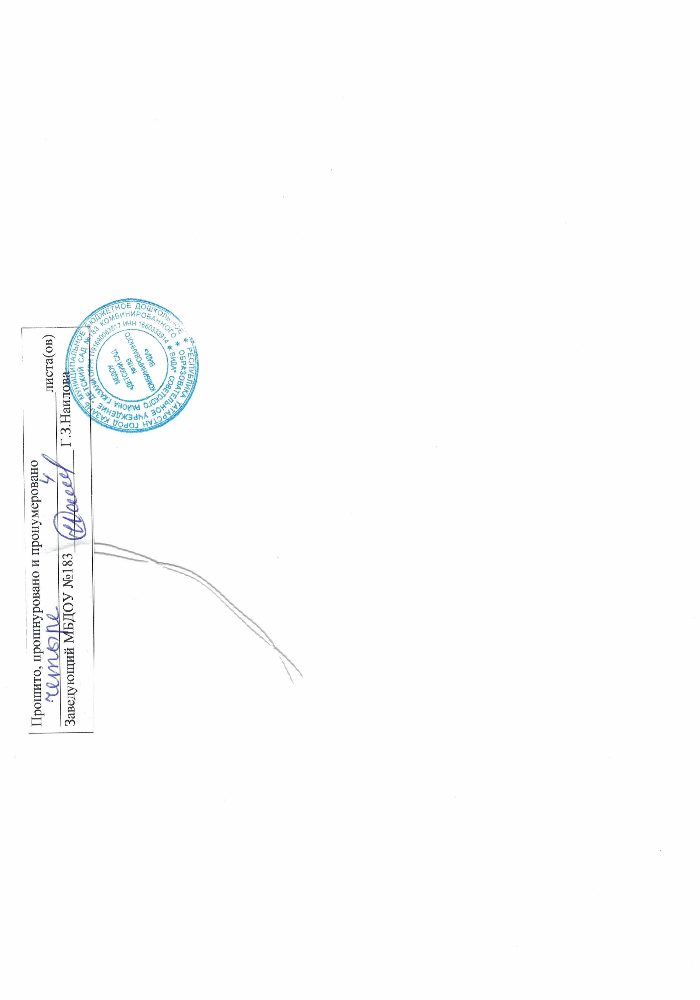 Прошито, прошнуровано и пронумеровано
четыре 4 листа(ов)
Заведующий МБДОУ №183 Г.З.Наилова
РЕСПУБЛИКА ТАТАРСТАН ГОРОД КАЗАНЬ МУНИЦИПАЛЬНОЕ БЮДЖЕТНОЕ ДОШКОЛЬНОЕ
ОБРАЗОВАТЕЛЬНОЕ УЧРЕЖДЕНИЕ "ДЕТСКИЙ САД №183 КОМБИНИРОВАННОГО
ВИДА" СОВЕТСКОГО РАЙОНА Г.КАЗАНИ ОГРН 1191690063817 ИНН 1660333914
МБДОУ
«ДЕТСКИЙ САД
№183
КОМБИНИРОВАННОГО
ВИДА»